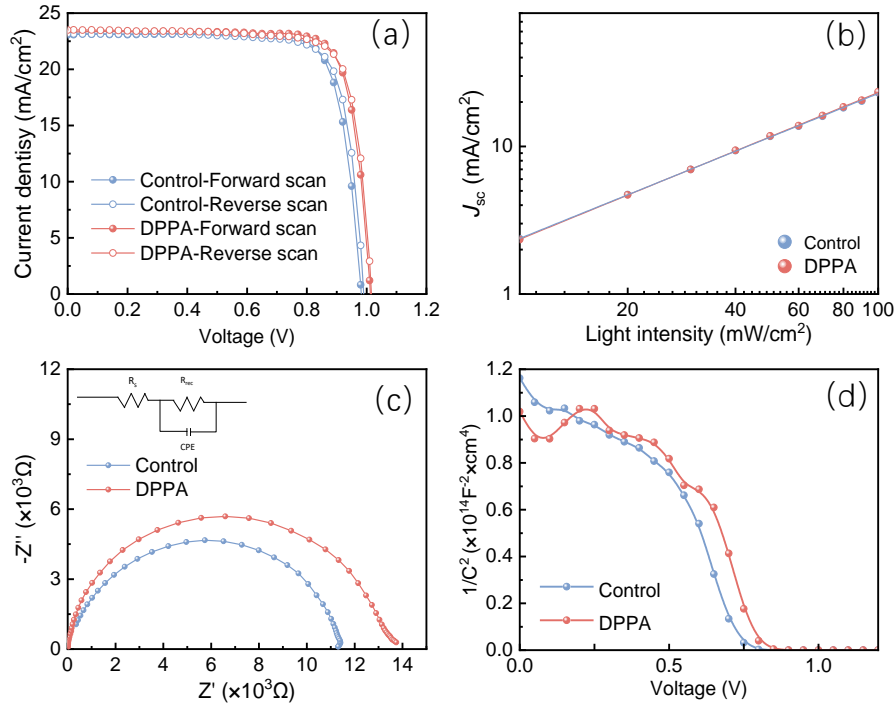 (a)
25
20
15
10
5
0
Current dentisy (mA/cm²)
Control-Forward scan
Control-Reverse scan
DPPA-Forward scan
DPPA-Reverse scan
0.0 0.2 0.4 0.6 0.8 1.0 1.2
Voltage (V)
(b)
10
1
Jsc (mA/cm²)
Control
DPPA
20 40 60 80 100
Light intensity (mW/cm²)
(c)
12
9
6
3
0
-Z'' (×10³Ω)
Rs
Rrec
CPE
Control
DPPA
0 2 4 6 8 10 12 14
Z' (×10³Ω)
(d)
1.2
1.0
0.8
0.6
0.4
0.2
0.0
1/C² (×10¹⁴F⁻²×cm⁴)
Control
DPPA
0.0 0.5 1.0
Voltage (V)